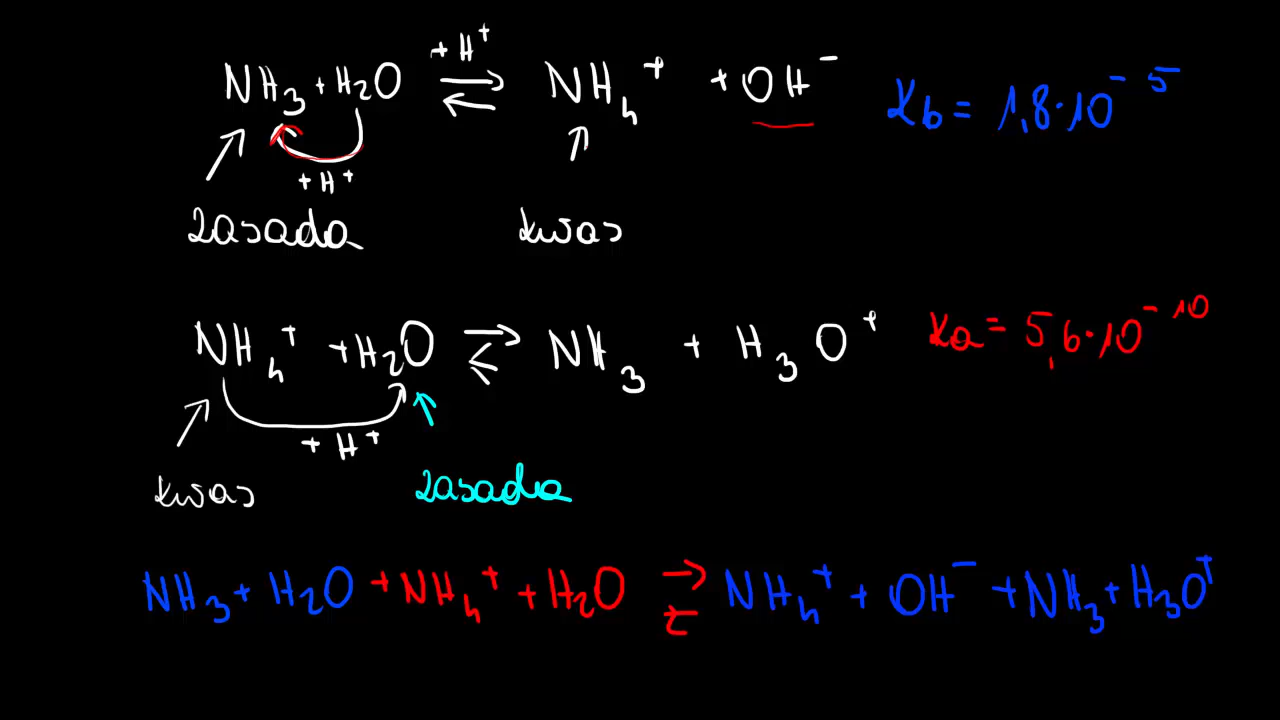 + H⁺
NH₃ + H₂O ⇌ NH₄⁺ + OH⁻ Kb = 1,8·10⁻⁵
+ H⁺
zasada kwas
NH₄⁺ + H₂O ⇌ NH₃ + H₃O⁺ Ka = 5,6·10⁻¹⁰
+ H⁺
kwas zasada
NH₃ + H₂O + NH₄⁺ + H₂O ⇌ NH₄⁺ + OH⁻ + NH₃ + H₃O⁺